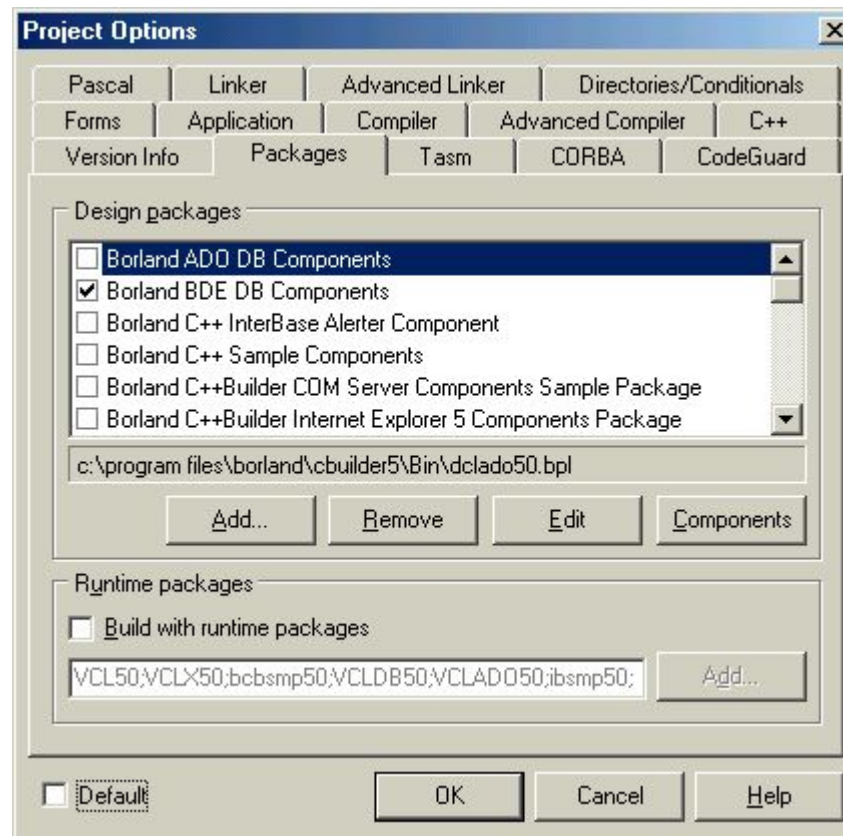 Project Options
Pascal Linker Advanced Linker Directories/Conditionals
Forms Application Compiler Advanced Compiler C++
Version Info Packages Tasm CORBA CodeGuard
Design packages
Borland ADO DB Components
Borland BDE DB Components
Borland C++ InterBase Alerter Component
Borland C++ Sample Components
Borland C++Builder COM Server Components Sample Package
Borland C++Builder Internet Explorer 5 Components Package
c:\program files\borland\cbuilder5\Bin\dclado50.bpl
Add... Remove Edit Components
Runtime packages
Build with runtime packages
VCL50;VCLX50;bcbsmp50;VCLDB50;VCLADO50;ibsmp50; Add...
Default OK Cancel Help